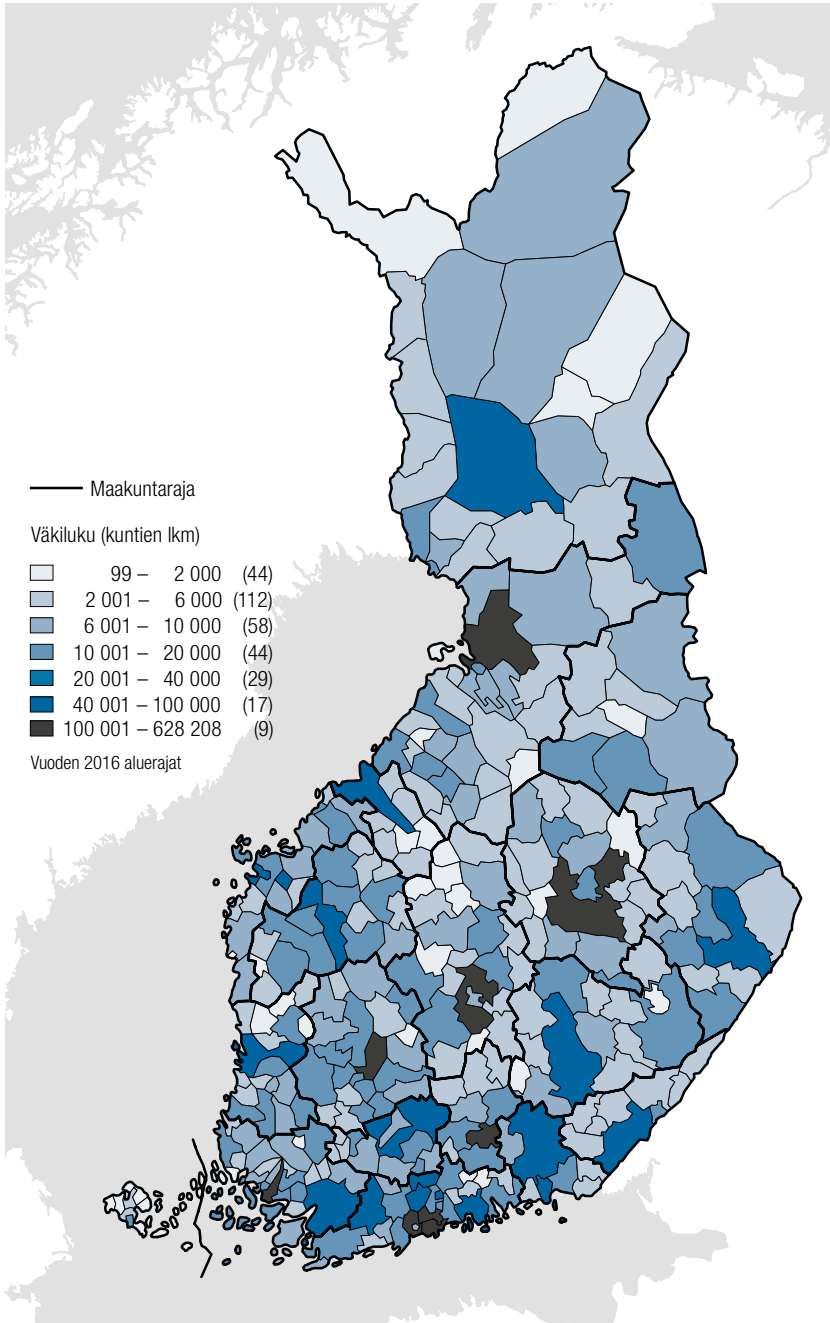 Maakuntaraja
Väkiluku (kuntien lkm)
99 – 2 000 (44)
2 001 – 6 000 (112)
6 001 – 10 000 (58)
10 001 – 20 000 (44)
20 001 – 40 000 (29)
40 001 – 100 000 (17)
100 001 – 628 208 (9)
Vuoden 2016 aluerajat